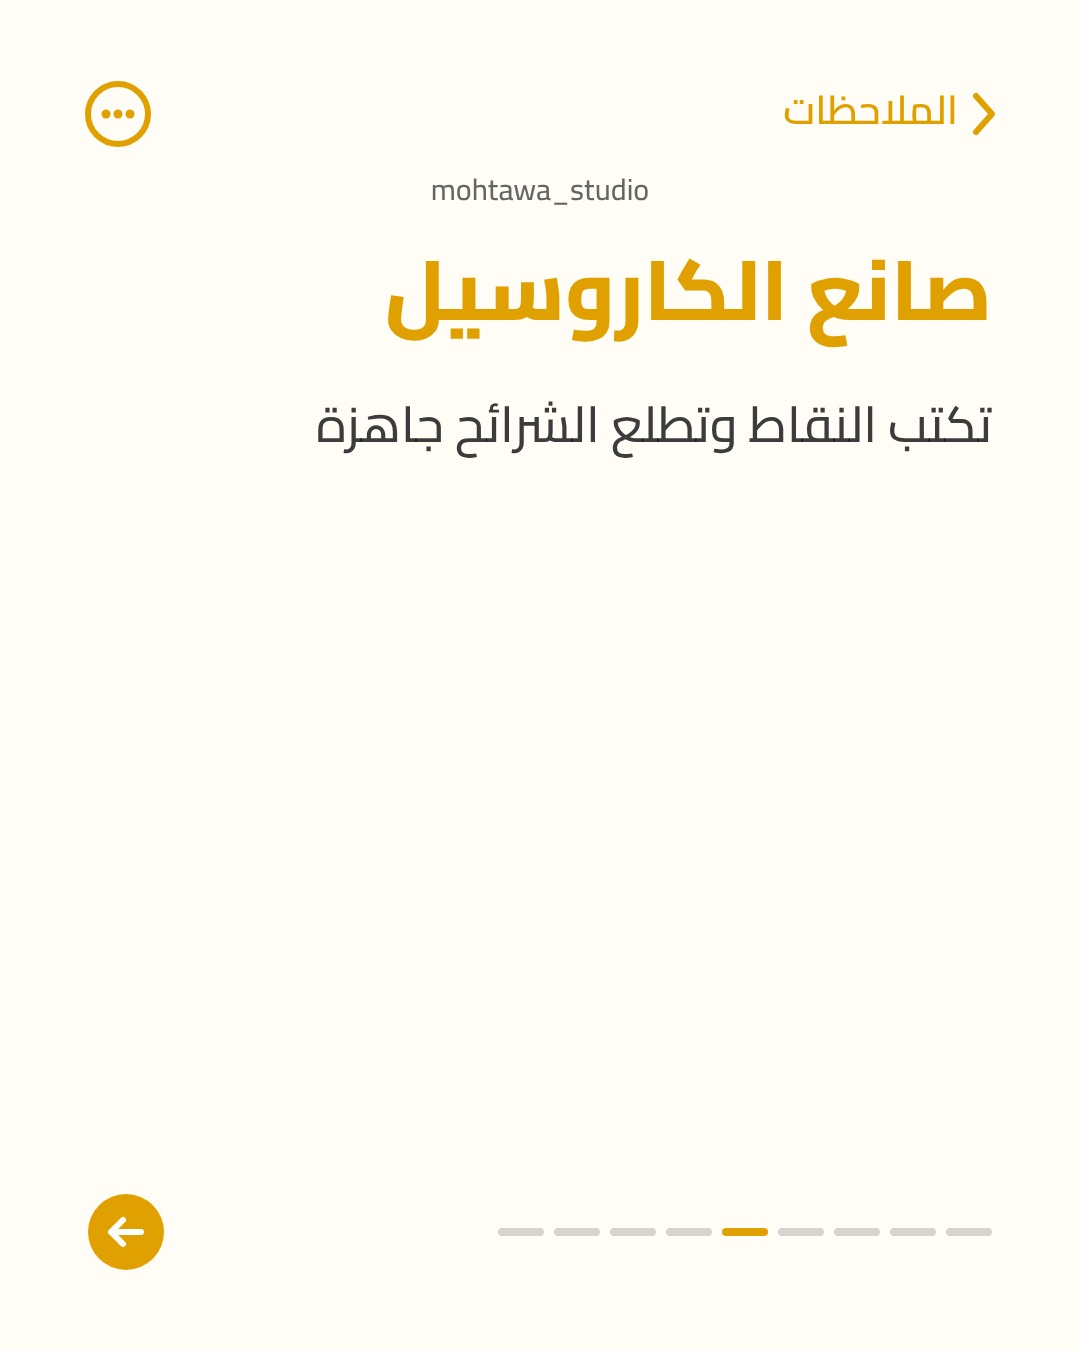 الملاحظات
mohtawa_studio
صانع الكاروسيل
تكتب النقاط وتطلع الشرائح جاهزة